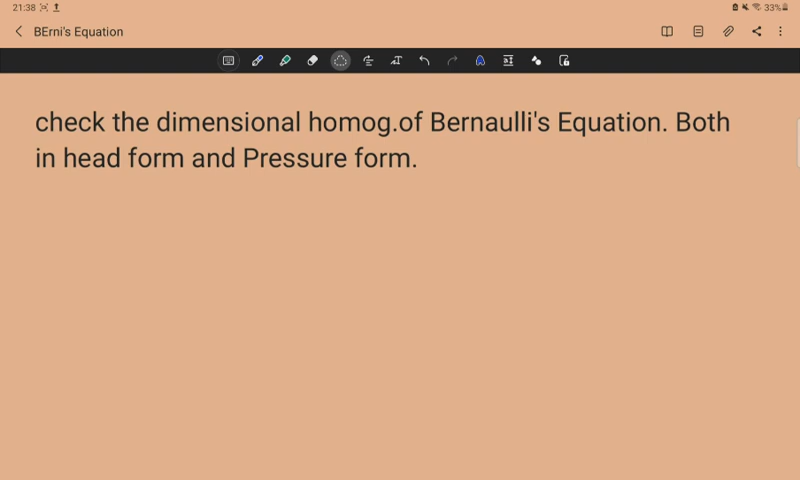 21:38 33%
BErni's Equation
check the dimensional homog.of Bernaulli's Equation. Both
in head form and Pressure form.